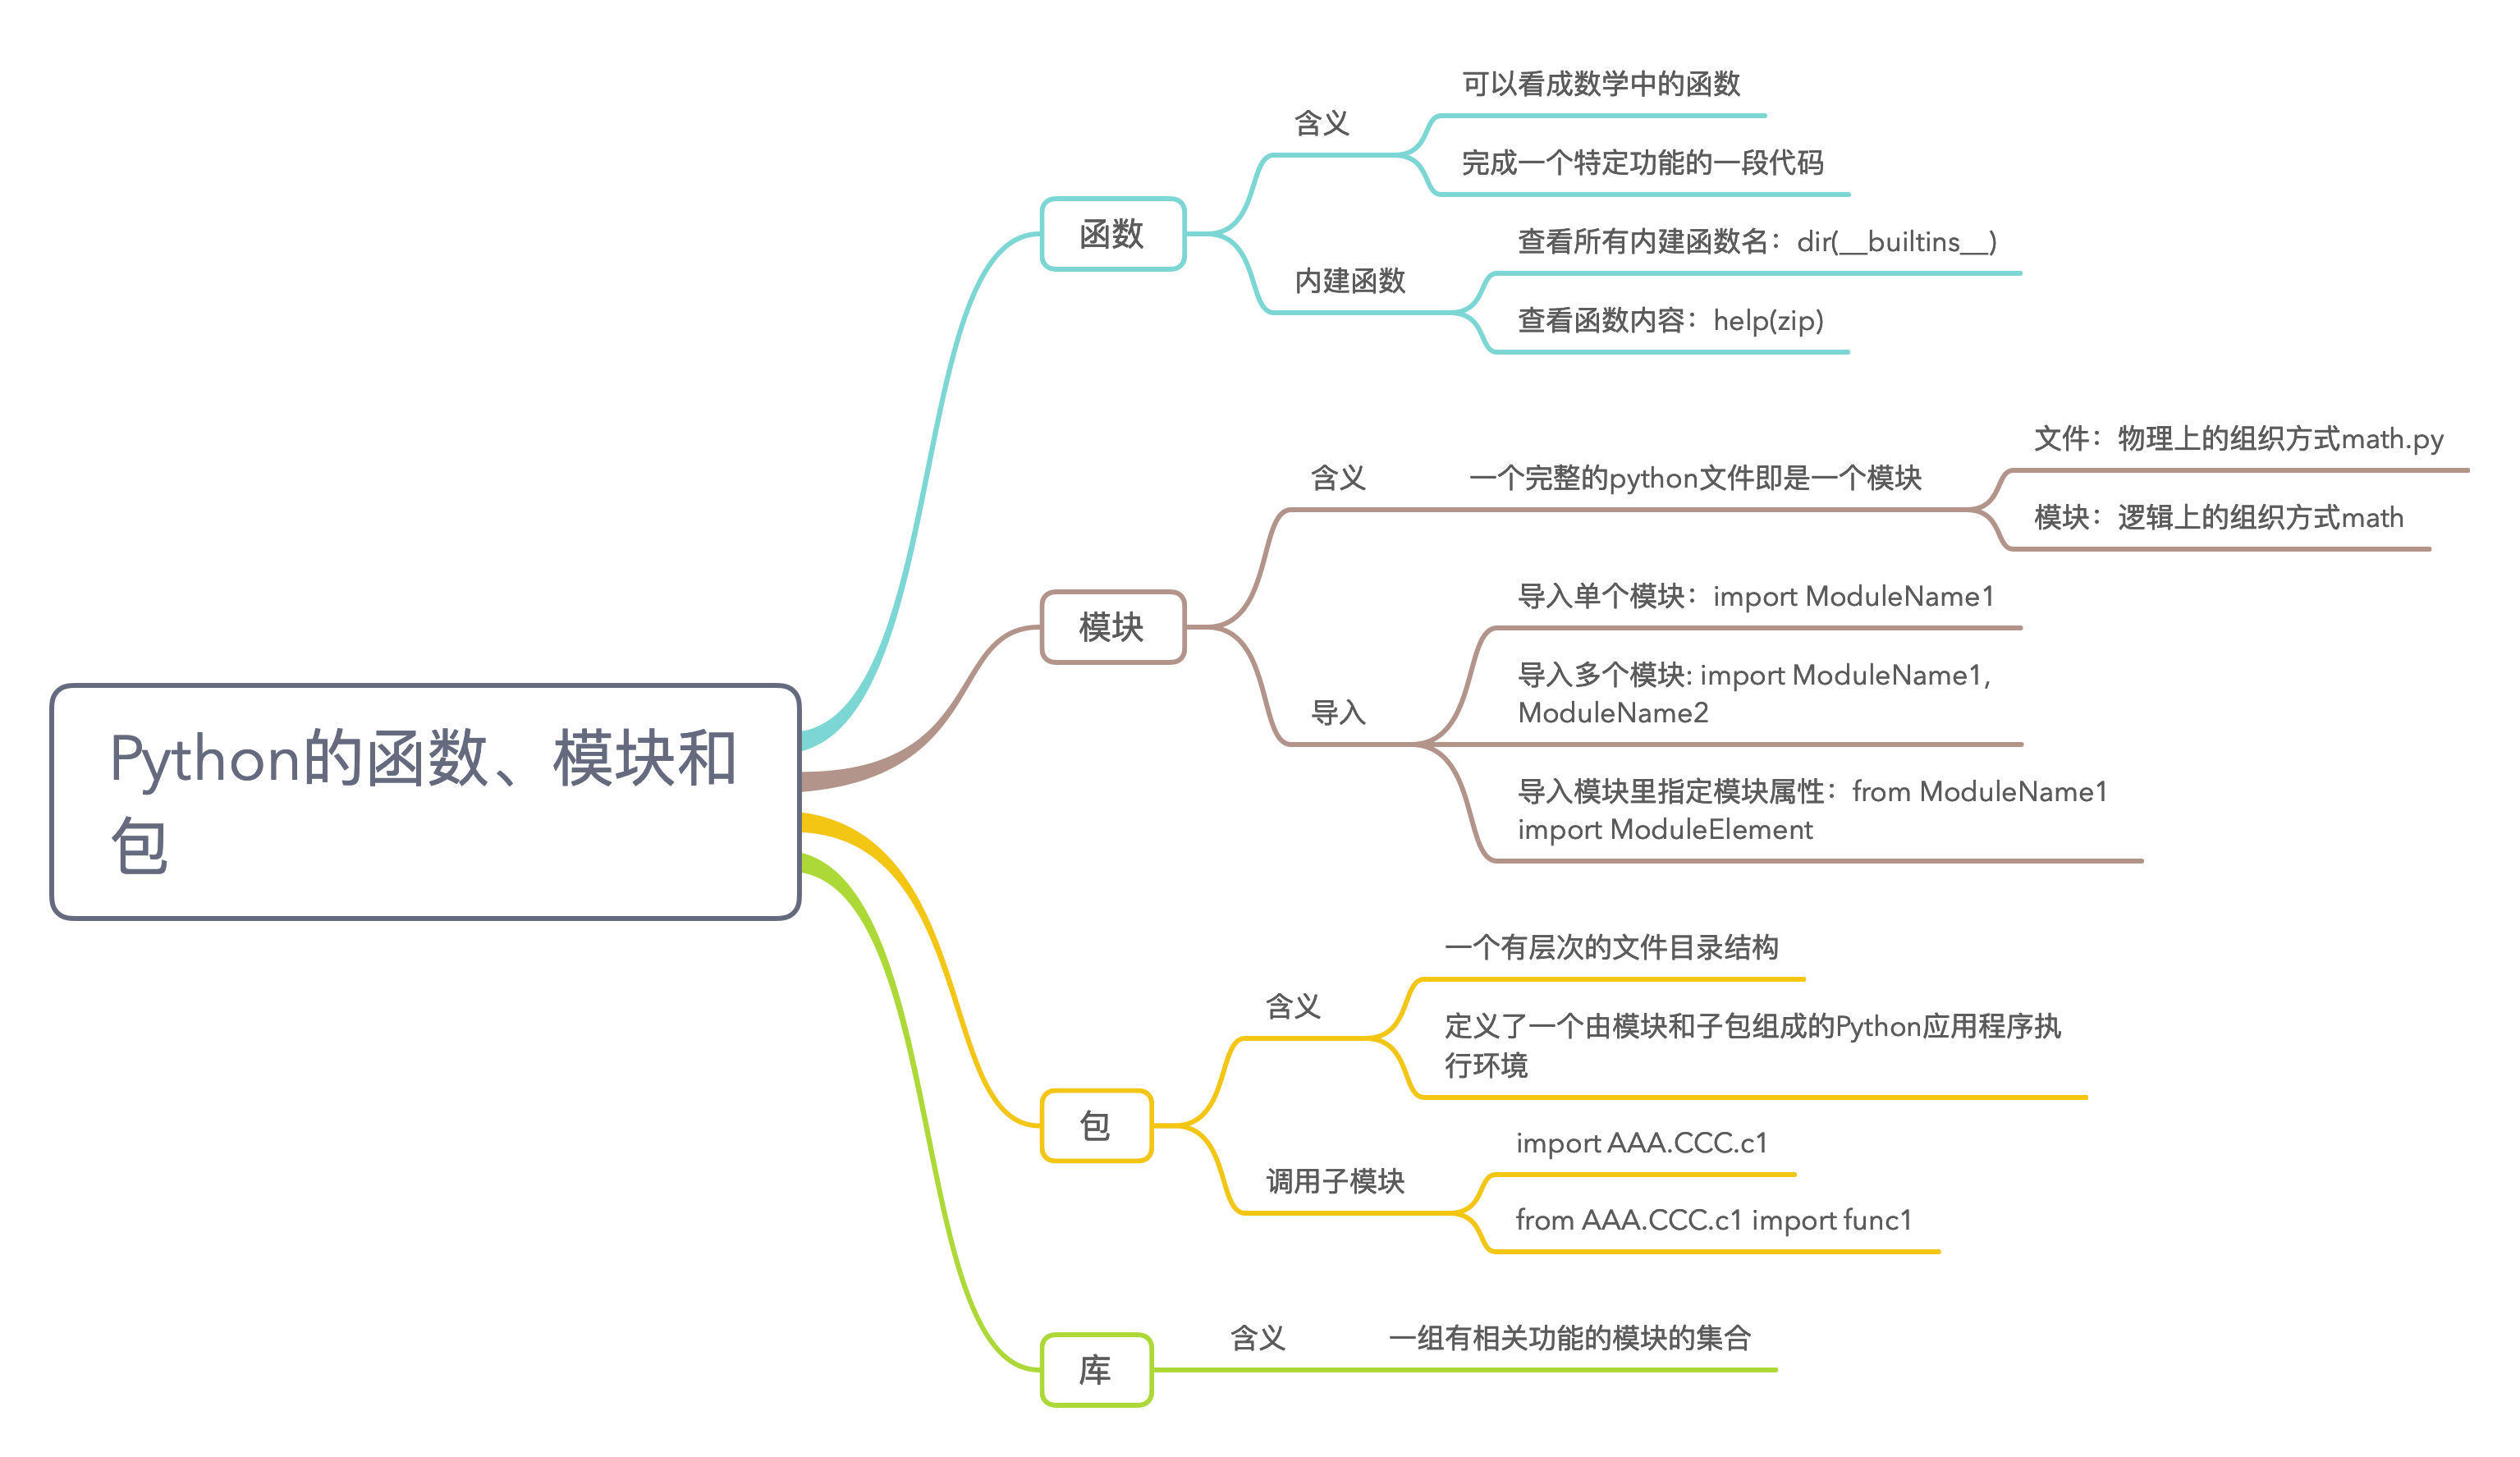 Python的函数、模块和
包
函数
含义
可以看成数学中的函数
完成一个特定功能的一段代码
内建函数
查看所有内建函数名：dir(__builtins__)
查看函数内容：help(zip)
模块
含义
一个完整的python文件即是一个模块
文件：物理上的组织方式math.py
模块：逻辑上的组织方式math
导入
导入单个模块：import ModuleName1
导入多个模块: import ModuleName1,
ModuleName2
导入模块里指定模块属性：from ModuleName1
import ModuleElement
包
含义
一个有层次的文件目录结构
定义了一个由模块和子包组成的Python应用程序执
行环境
调用子模块
import AAA.CCC.c1
from AAA.CCC.c1 import func1
库
含义
一组有相关功能的模块的集合